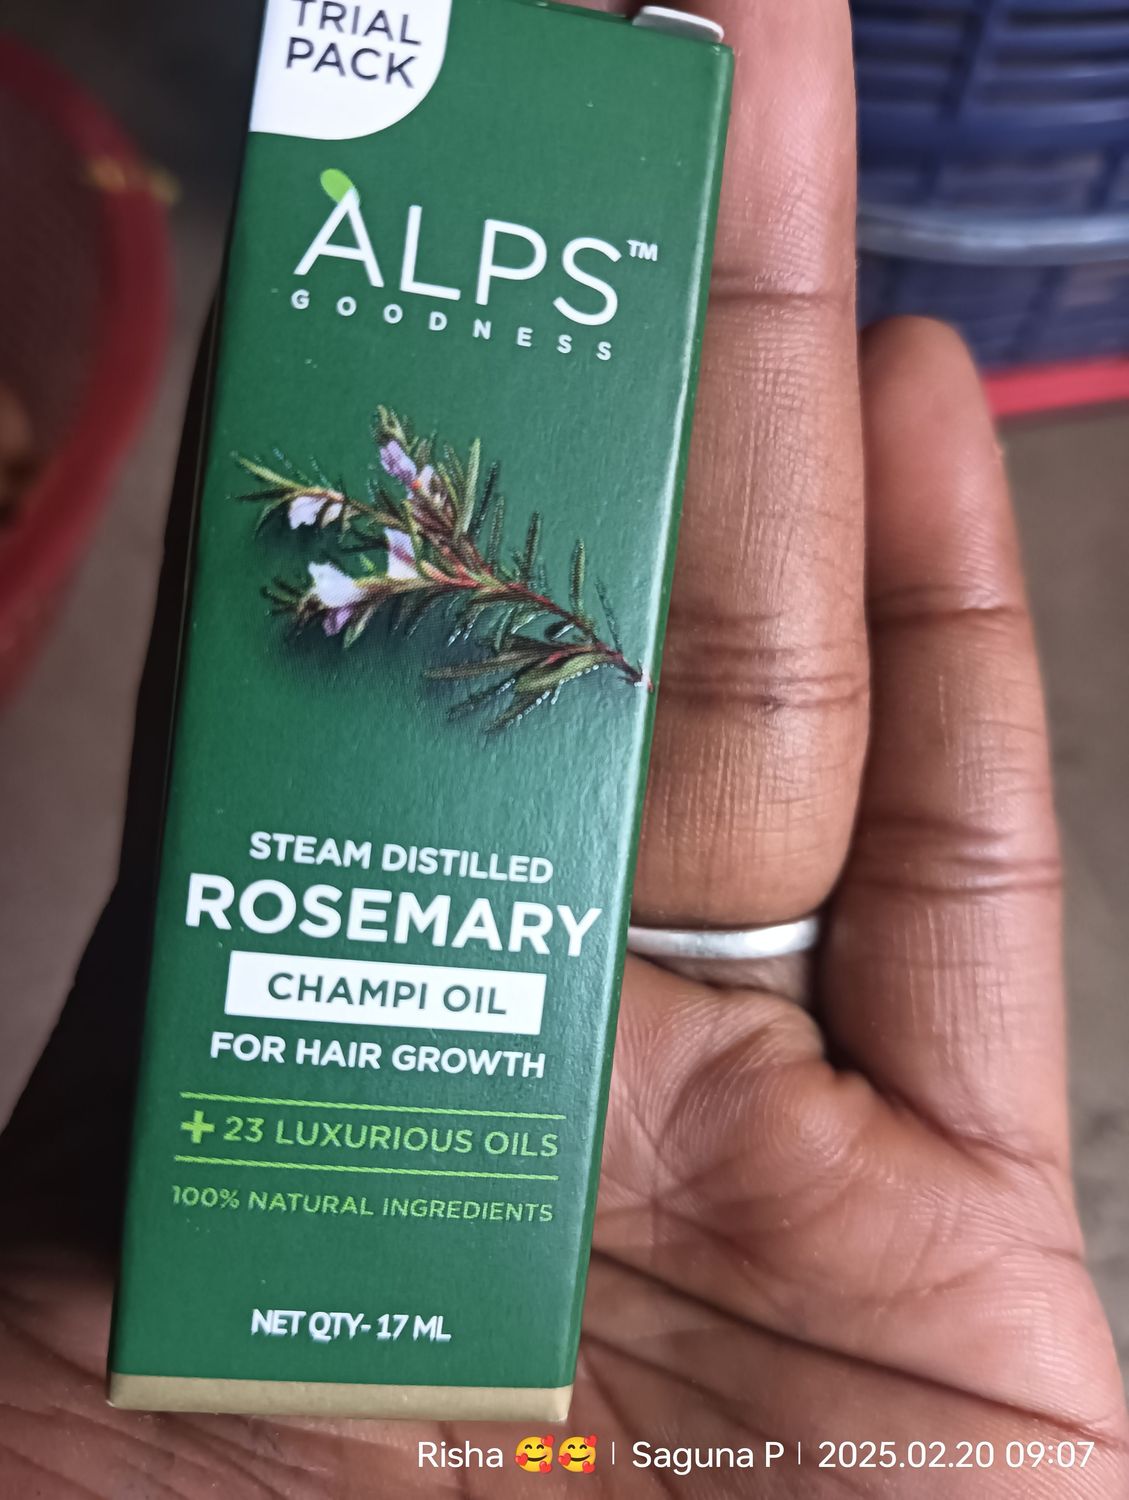 TRIAL
PACK
ALPS™
GOODNESS
STEAM DISTILLED
ROSEMARY
CHAMPI OIL
FOR HAIR GROWTH
+ 23 LUXURIOUS OILS
100% NATURAL INGREDIENTS
NET QTY- 17 ML
Risha 🥰🥰 | Saguna P | 2025.02.20 09:07